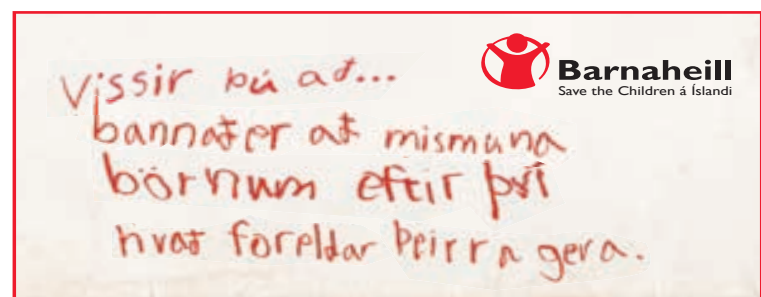 Vissir þú að...
bannað er að mismuna
börnum eftir því
hvað foreldar þeirra gera.
Barnaheill
Save the Children á Íslandi